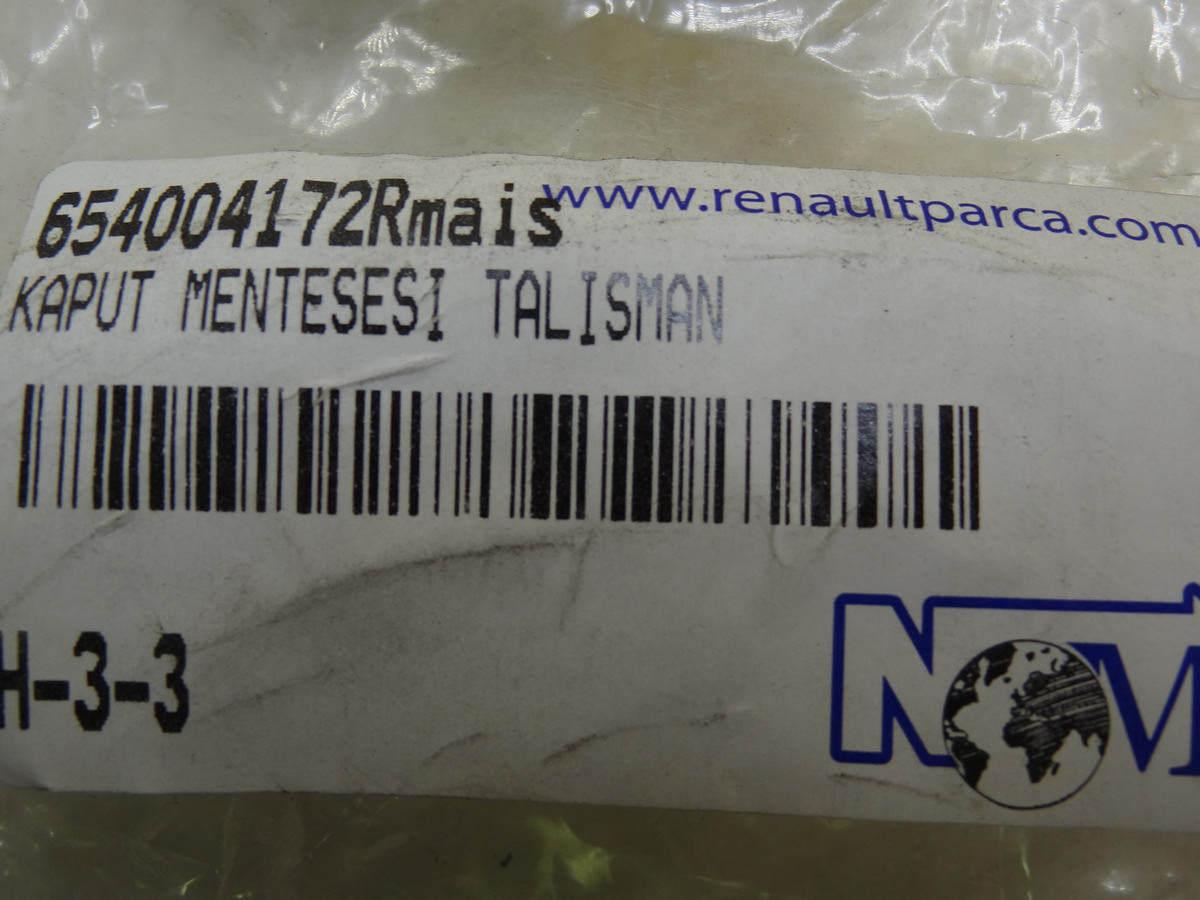 654004172Rmais www.renaultparca.com
KAPUT MENTESESI TALISMAN
H-3-3